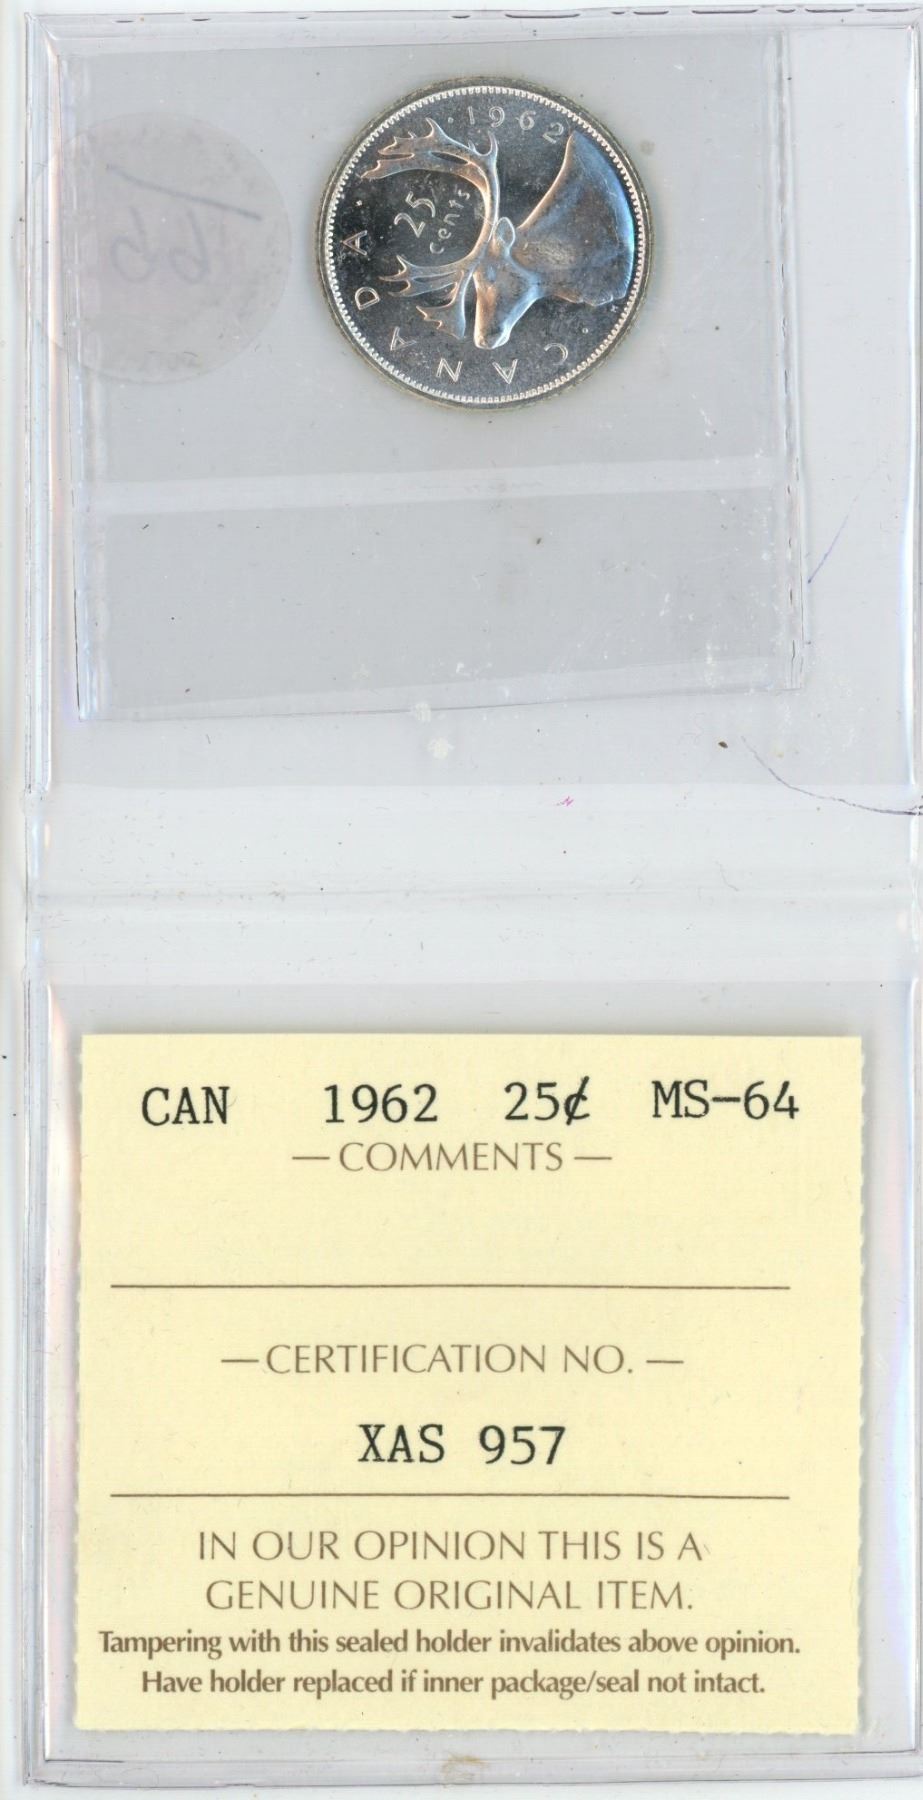 1962
25
cents
CANADA
CAN 1962 25¢ MS-64
— COMMENTS —
— CERTIFICATION NO. —
XAS 957
IN OUR OPINION THIS IS A
GENUINE ORIGINAL ITEM.
Tampering with this sealed holder invalidates above opinion.
Have holder replaced if inner package/seal not intact.